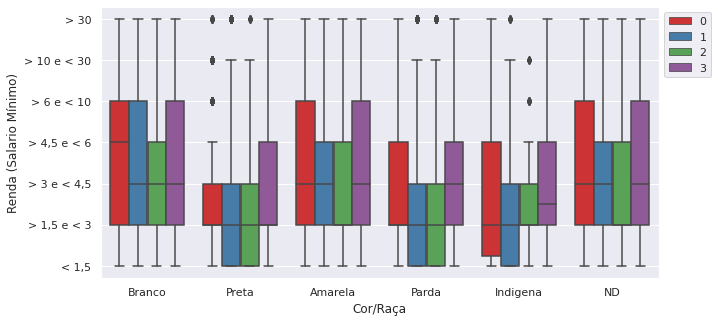 > 30
> 10 e < 30
> 6 e < 10
> 4,5 e < 6
> 3 e < 4,5
> 1,5 e < 3
< 1,5
Renda (Salario Mínimo)
Branco Preta Amarela Parda Indigena ND
Cor/Raça
0
1
2
3